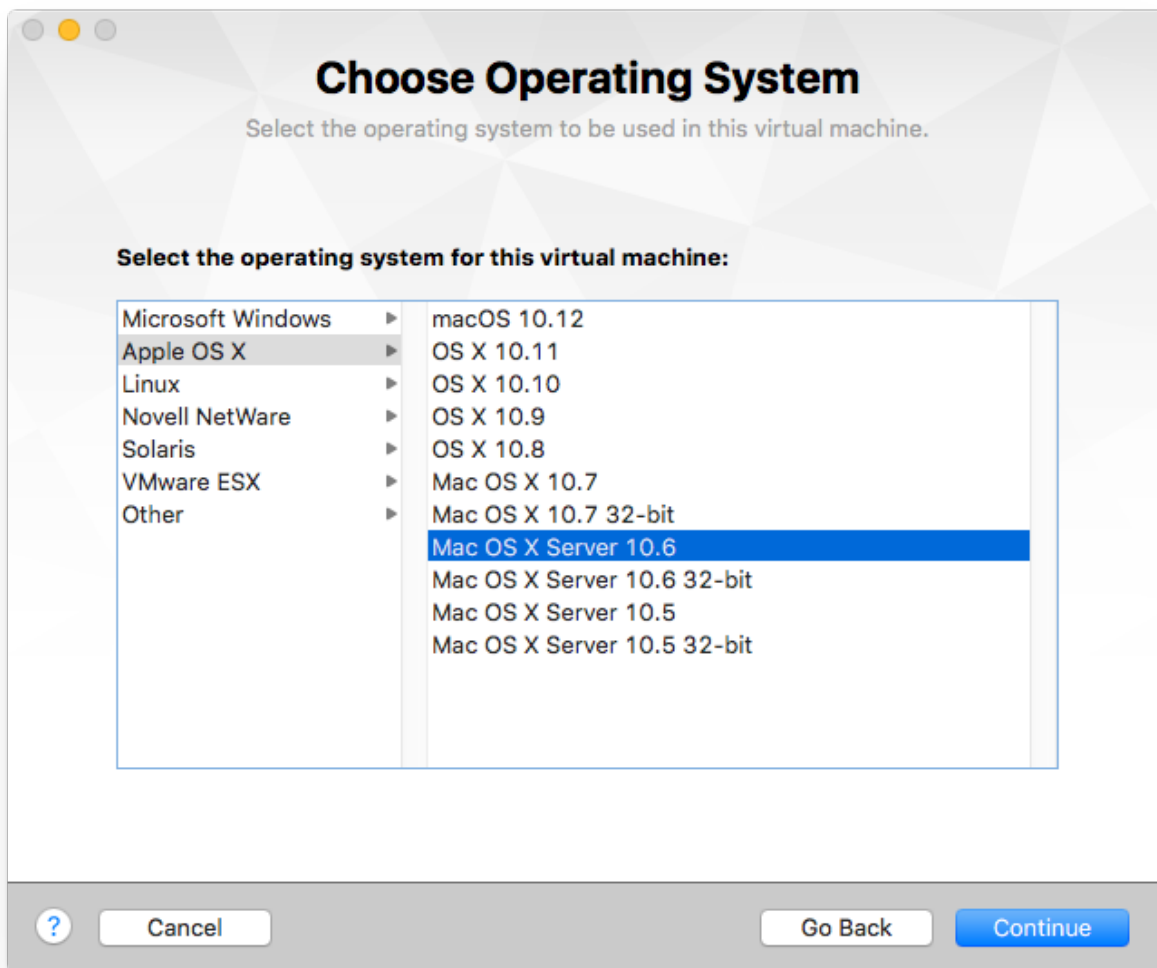 Choose Operating System
Select the operating system to be used in this virtual machine.
Select the operating system for this virtual machine:
Microsoft Windows
Apple OS X
Linux
Novell NetWare
Solaris
VMware ESX
Other
macOS 10.12
OS X 10.11
OS X 10.10
OS X 10.9
OS X 10.8
Mac OS X 10.7
Mac OS X 10.7 32-bit
Mac OS X Server 10.6
Mac OS X Server 10.6 32-bit
Mac OS X Server 10.5
Mac OS X Server 10.5 32-bit
? Cancel Go Back Continue